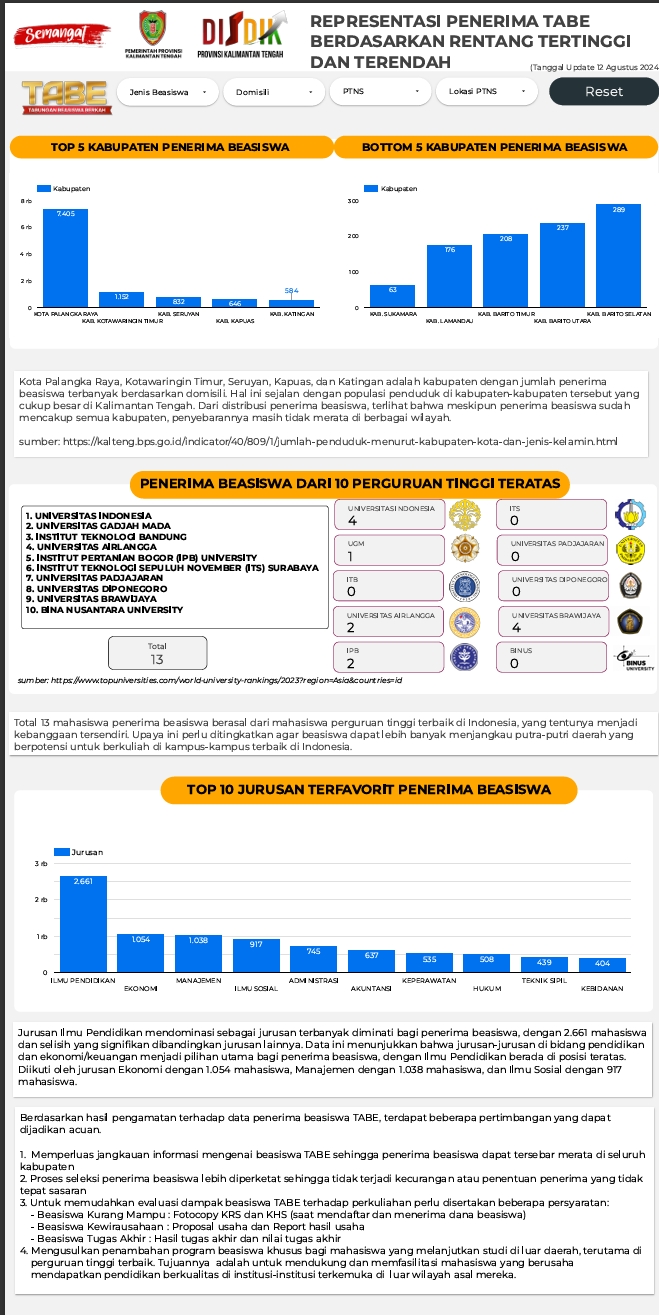 Semangat
PEMERINTAH PROVINSI
KALIMANTAN TENGAH
DISDIK
PROVINSI KALIMANTAN TENGAH
REPRESENTASI PENERIMA TABE
BERDASARKAN RENTANG TERTINGGI
DAN TERENDAH
(Tanggal Update 12 Agustus 2024
TABE
TABUNGAN BEASISWA BERKAH
Jenis Beasiswa
Domisili
PTNS
Lokasi PTNS
Reset
TOP 5 KABUPATEN PENERIMA BEASISWA
BOTTOM 5 KABUPATEN PENERIMA BEASISWA
Kabupaten
8 rb
6 rb
4 rb
2 rb
0
7.405
1.152
832
646
584
KOTA PALANGKA RAYA
KAB. KOTAWARINGIN TIMUR
KAB. SERUYAN
KAB. KAPUAS
KAB. KATINGAN
Kabupaten
300
200
100
0
63
176
208
237
289
KAB. SUKAMARA
KAB. LAMANDAU
KAB. BARITO TIMUR
KAB. BARITO UTARA
KAB. BARITO SELATAN
Kota Palangka Raya, Kotawaringin Timur, Seruyan, Kapuas, dan Katingan adalah kabupaten dengan jumlah penerima
beasiswa terbanyak berdasarkan domisili. Hal ini sejalan dengan populasi penduduk di kabupaten-kabupaten tersebut yang
cukup besar di Kalimantan Tengah. Dari distribusi penerima beasiswa, terlihat bahwa meskipun penerima beasiswa sudah
mencakup semua kabupaten, penyebarannya masih tidak merata di berbagai wilayah.
sumber: https://kalteng.bps.go.id/indicator/40/809/1/jumlah-penduduk-menurut-kabupaten-kota-dan-jenis-kelamin.html
PENERIMA BEASISWA DARI 10 PERGURUAN TINGGI TERATAS
1. UNIVERSITAS INDONESIA
2. UNIVERSITAS GADJAH MADA
3. INSTITUT TEKNOLOGI BANDUNG
4. UNIVERSITAS AIRLANGGA
5. INSTITUT PERTANIAN BOGOR (IPB) UNIVERSITY
6. INSTITUT TEKNOLOGI SEPULUH NOVEMBER (ITS) SURABAYA
7. UNIVERSITAS PADJAJARAN
8. UNIVERSITAS DIPONEGORO
9. UNIVERSITAS BRAWIJAYA
10. BINA NUSANTARA UNIVERSITY
Total
13
UNIVERSITAS INDONESIA
4
UGM
1
ITB
0
UNIVERSITAS AIRLANGGA
2
IPB
2
ITS
0
UNIVERSITAS PADJAJARAN
0
UNIVERSITAS DIPONEGORO
0
UNIVERSITAS BRAWIJAYA
4
BINUS
0
BINUS
UNIVERSITY
sumber: https://www.topuniversities.com/world-university-rankings/2023?region=Asia&countries=id
Total 13 mahasiswa penerima beasiswa berasal dari mahasiswa perguruan tinggi terbaik di Indonesia, yang tentunya menjadi
kebanggaan tersendiri. Upaya ini perlu ditingkatkan agar beasiswa dapat lebih banyak menjangkau putra-putri daerah yang
berpotensi untuk berkuliah di kampus-kampus terbaik di Indonesia.
TOP 10 JURUSAN TERFAVORIT PENERIMA BEASISWA
Jurusan
3 rb
2 rb
1 rb
0
2.661
1.054
1.038
917
745
637
535
508
439
404
ILMU PENDIDIKAN
EKONOMI
MANAJEMEN
ILMU SOSIAL
ADMINISTRASI
AKUNTANSI
KEPERAWATAN
HUKUM
TEKNIK SIPIL
KEBIDANAN
Jurusan Ilmu Pendidikan mendominasi sebagai jurusan terbanyak diminati bagi penerima beasiswa, dengan 2.661 mahasiswa
dan selisih yang signifikan dibandingkan jurusan lainnya. Data ini menunjukkan bahwa jurusan-jurusan di bidang pendidikan
dan ekonomi/keuangan menjadi pilihan utama bagi penerima beasiswa, dengan Ilmu Pendidikan berada di posisi teratas.
Diikuti oleh jurusan Ekonomi dengan 1.054 mahasiswa, Manajemen dengan 1.038 mahasiswa, dan Ilmu Sosial dengan 917
mahasiswa.
Berdasarkan hasil pengamatan terhadap data penerima beasiswa TABE, terdapat beberapa pertimbangan yang dapat
dijadikan acuan.
1. Memperluas jangkauan informasi mengenai beasiswa TABE sehingga penerima beasiswa dapat tersebar merata di seluruh
kabupaten
2. Proses seleksi penerima beasiswa lebih diperketat sehingga tidak terjadi kecurangan atau penentuan penerima yang tidak
tepat sasaran
3. Untuk memudahkan evaluasi dampak beasiswa TABE terhadap perkuliahan perlu disertakan beberapa persyaratan:
- Beasiswa Kurang Mampu : Fotocopy KRS dan KHS (saat mendaftar dan menerima dana beasiswa)
- Beasiswa Kewirausahaan : Proposal usaha dan Report hasil usaha
- Beasiswa Tugas Akhir : Hasil tugas akhir dan nilai tugas akhir
4. Mengusulkan penambahan program beasiswa khusus bagi mahasiswa yang melanjutkan studi di luar daerah, terutama di
perguruan tinggi terbaik. Tujuannya adalah untuk mendukung dan memfasilitasi mahasiswa yang berusaha
mendapatkan pendidikan berkualitas di institusi-institusi terkemuka di luar wilayah asal mereka.